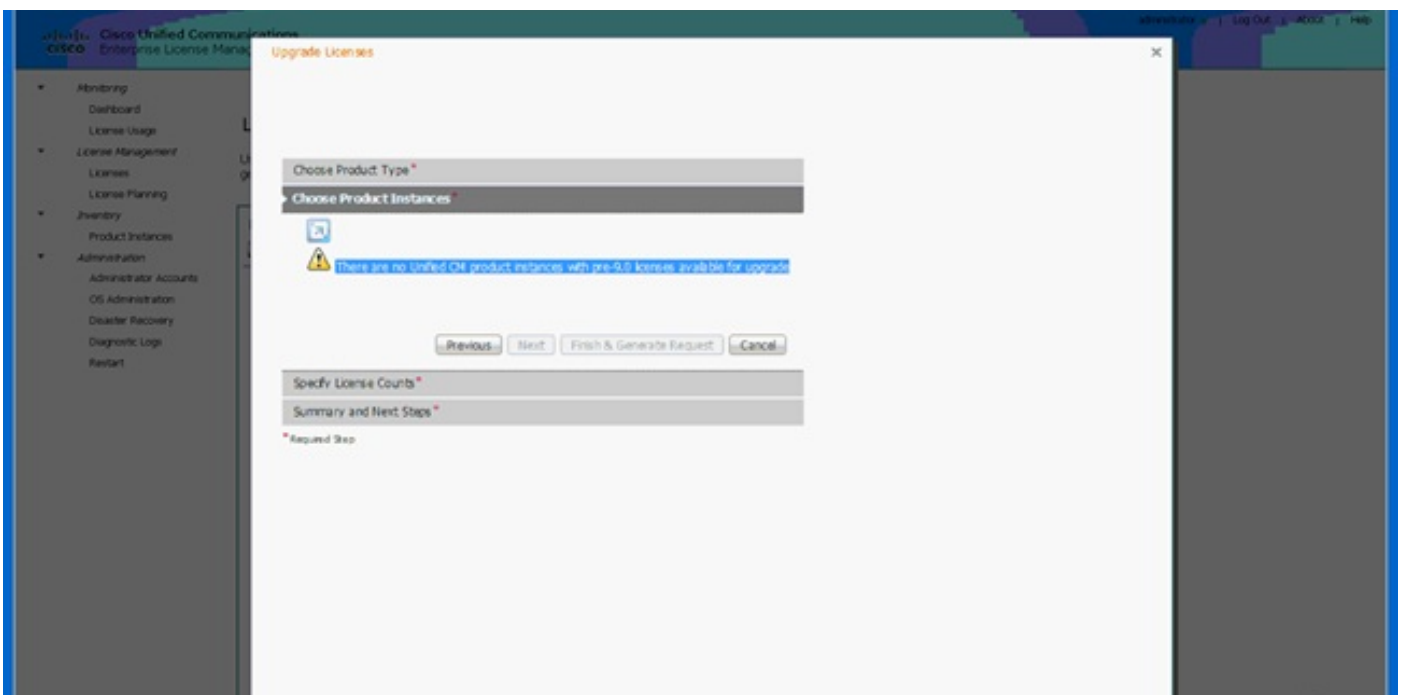 Cisco Unified Communications
cisco Enterprise License Manag
Log Out | About | Help
Upgrade Licenses
Monitoring
Dashboard
License Usage
License Management
Licenses
License Planning
Inventory
Product Instances
Administration
Administrator Accounts
OS Administration
Disaster Recovery
Diagnostic Logs
Restart
Choose Product Type*
Choose Product Instances*
There are no Unified CM product instances with pre-9.0 licenses available for upgrade
Previous Next Finish & Generate Request Cancel
Specify License Counts*
Summary and Next Steps*
*Required Step